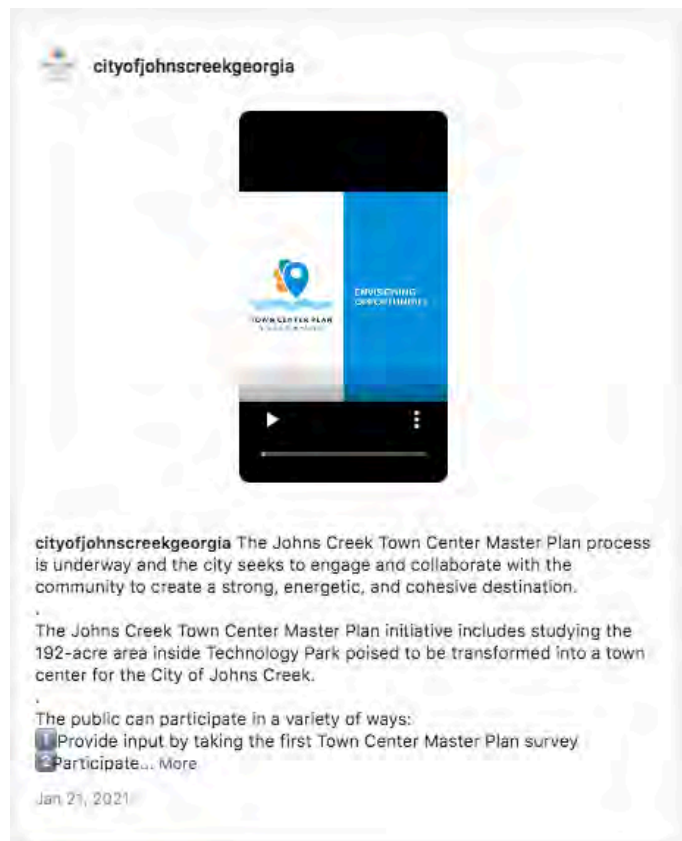 cityofjohnscreekgeorgia
ENVISIONING
OPPORTUNITIES
TOWN CENTER PLAN
cityofjohnscreekgeorgia The Johns Creek Town Center Master Plan process
is underway and the city seeks to engage and collaborate with the
community to create a strong, energetic, and cohesive destination.
.
The Johns Creek Town Center Master Plan initiative includes studying the
192-acre area inside Technology Park poised to be transformed into a town
center for the City of Johns Creek.
.
The public can participate in a variety of ways:
1️⃣Provide input by taking the first Town Center Master Plan survey
2️⃣Participate... More
Jan 21, 2021